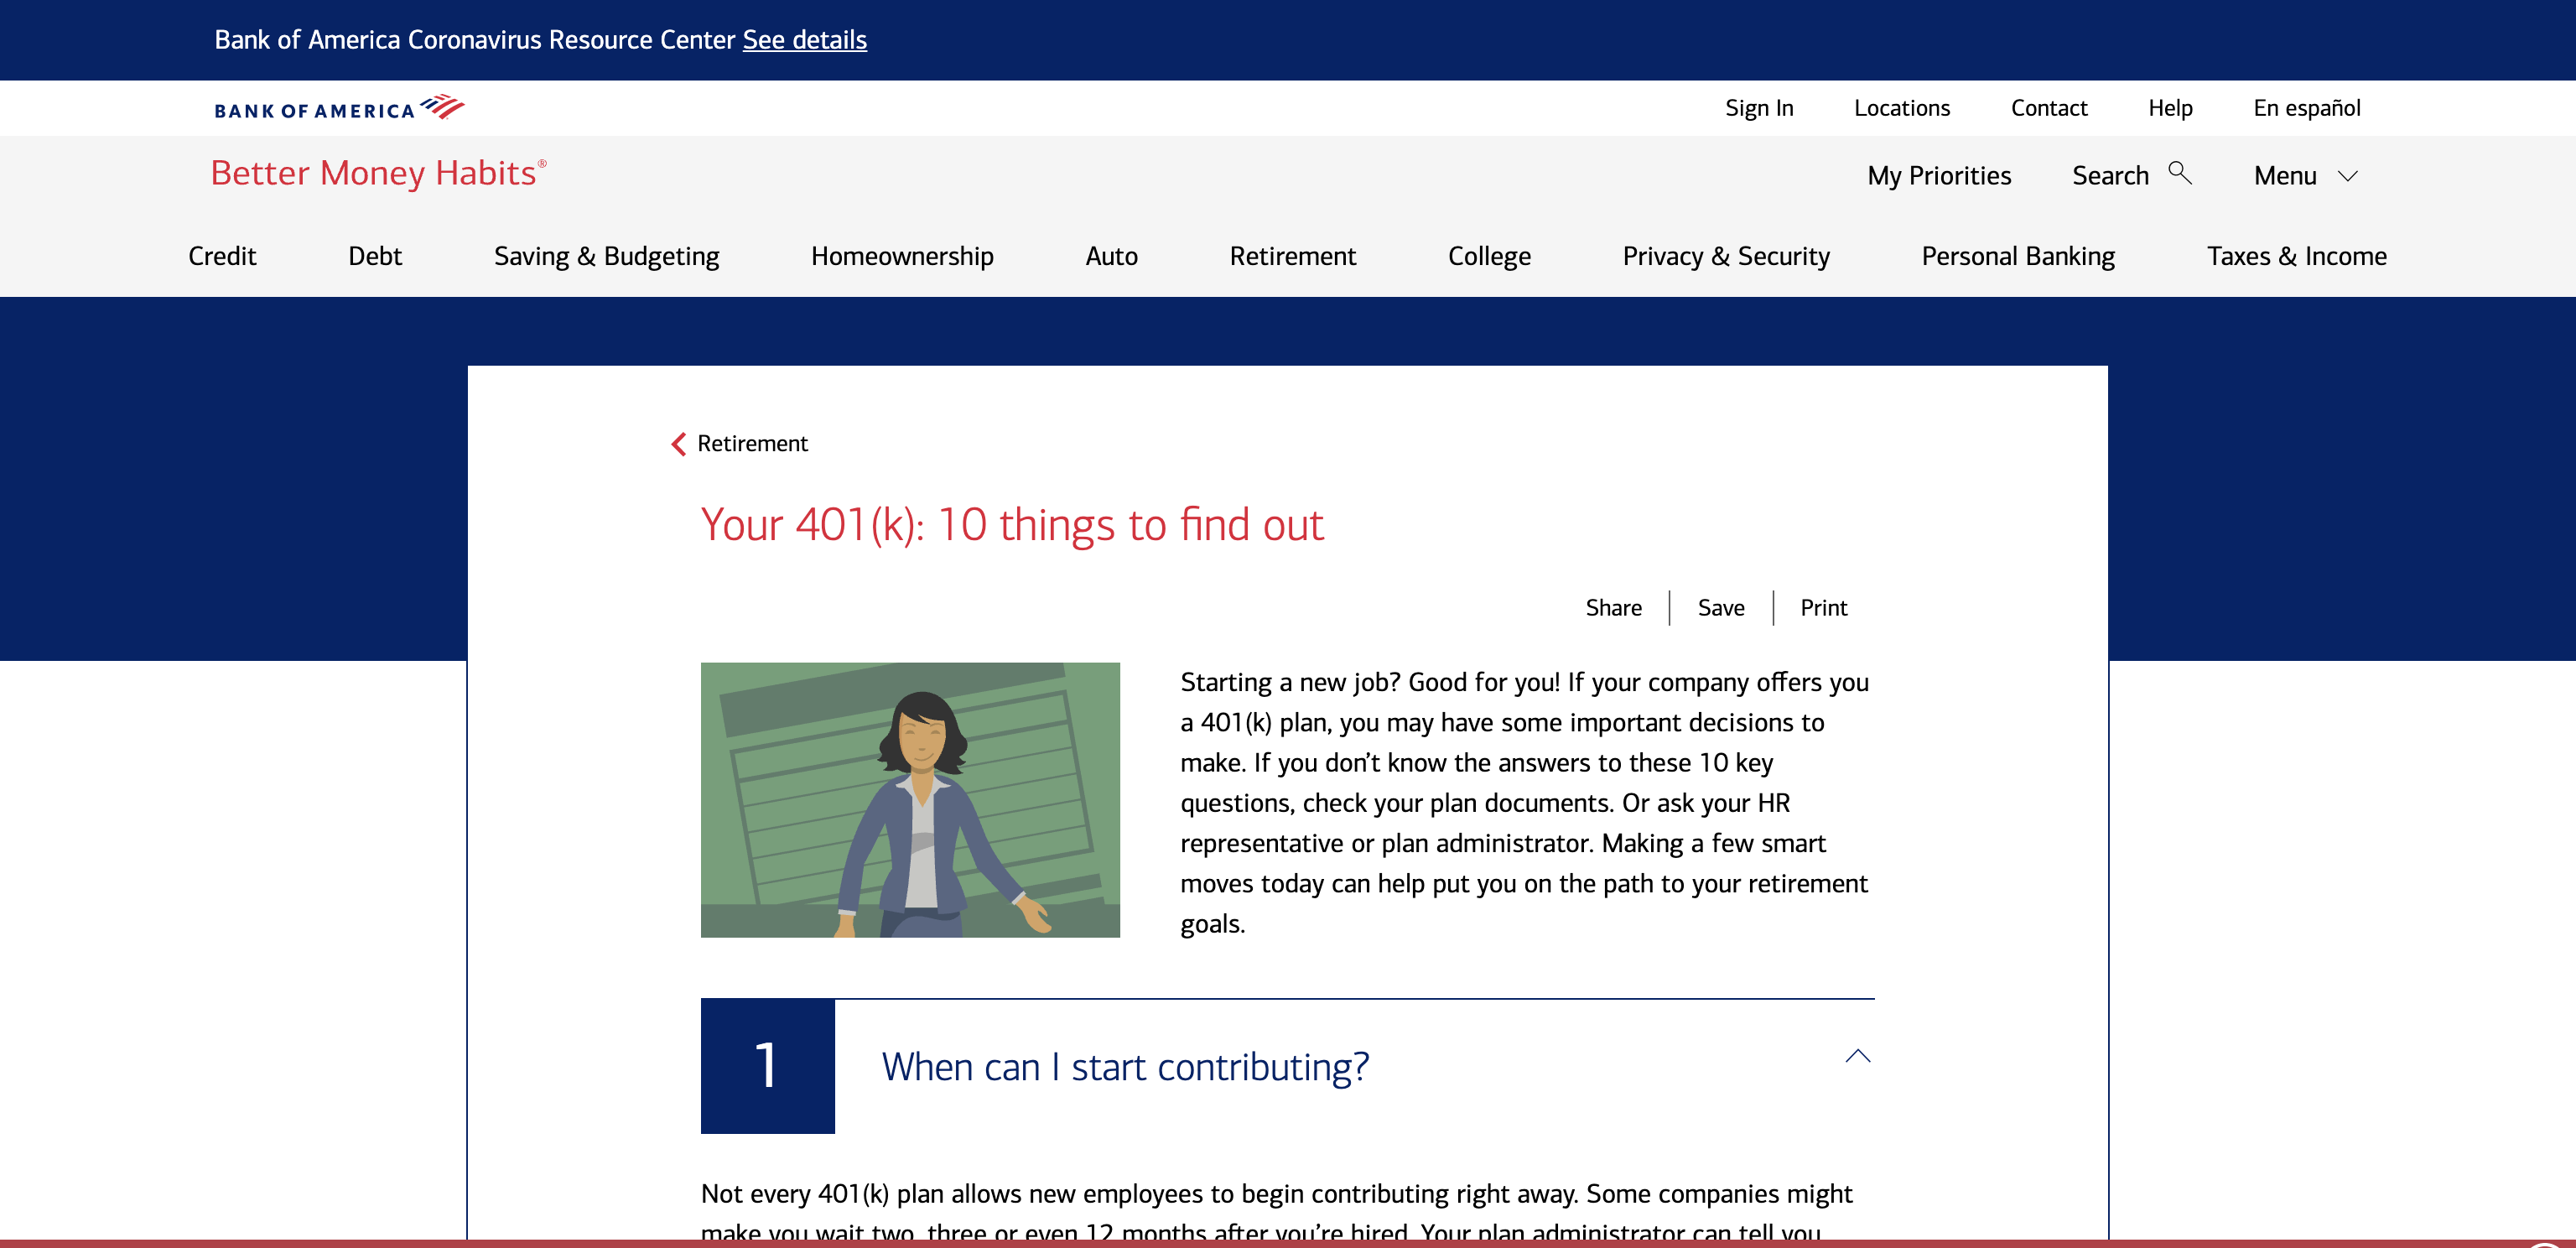 Bank of America Coronavirus Resource Center See details
BANK OF AMERICA
Sign In Locations Contact Help En español
Better Money Habits®
My Priorities Search Menu
Credit Debt Saving & Budgeting Homeownership Auto Retirement College Privacy & Security Personal Banking Taxes & Income
Retirement
Your 401(k): 10 things to find out
Share Save Print
Starting a new job? Good for you! If your company offers you
a 401(k) plan, you may have some important decisions to
make. If you don’t know the answers to these 10 key
questions, check your plan documents. Or ask your HR
representative or plan administrator. Making a few smart
moves today can help put you on the path to your retirement
goals.
1
When can I start contributing?
Not every 401(k) plan allows new employees to begin contributing right away. Some companies might
make you wait two, three or even 12 months after you’re hired. Your plan administrator can tell you